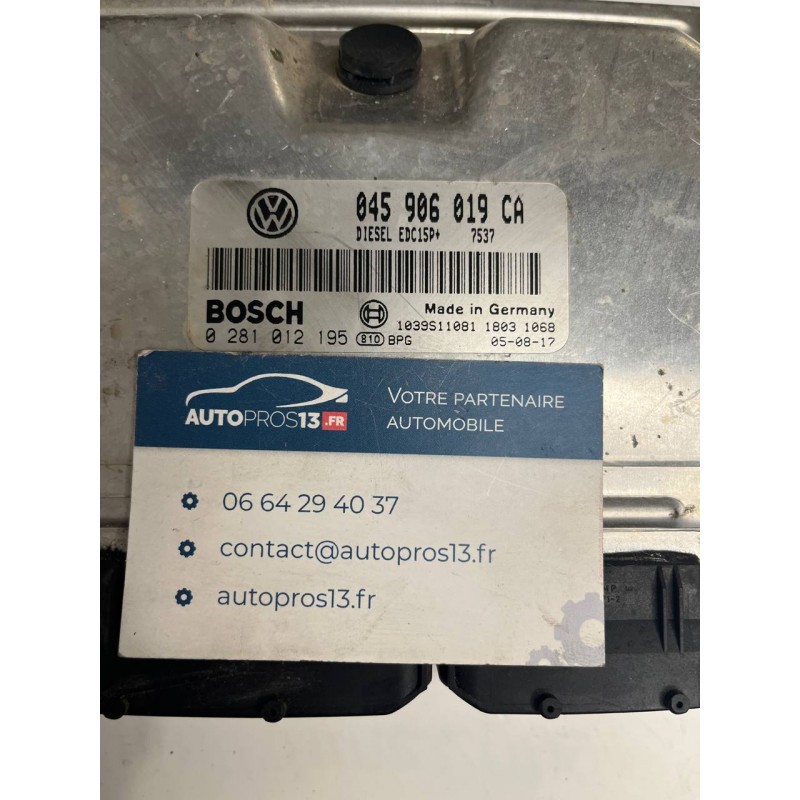 045 906 019 CA
DIESEL EDC15P+ 7537
BOSCH
Made in Germany
0 281 012 195
1039S11081 1803 1068
810 BPG
05-08-17
AUTOPROS13.FR
VOTRE PARTENAIRE
AUTOMOBILE
06 64 29 40 37
contact@autopros13.fr
autopros13.fr